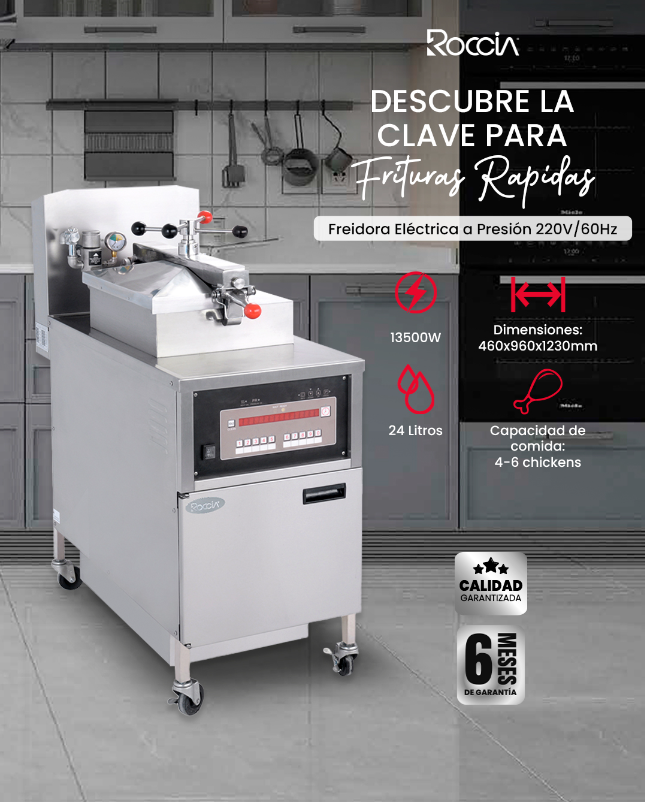 Roccia
DESCUBRE LA
CLAVE PARA
Frituras Rapidas
Freidora Eléctrica a Presión 220V/60Hz
13500W
Dimensiones:
460x960x1230mm
24 Litros
Capacidad de
comida:
4-6 chickens
Roccia
CALIDAD
GARANTIZADA
6 MESES
DE GARANTÍA